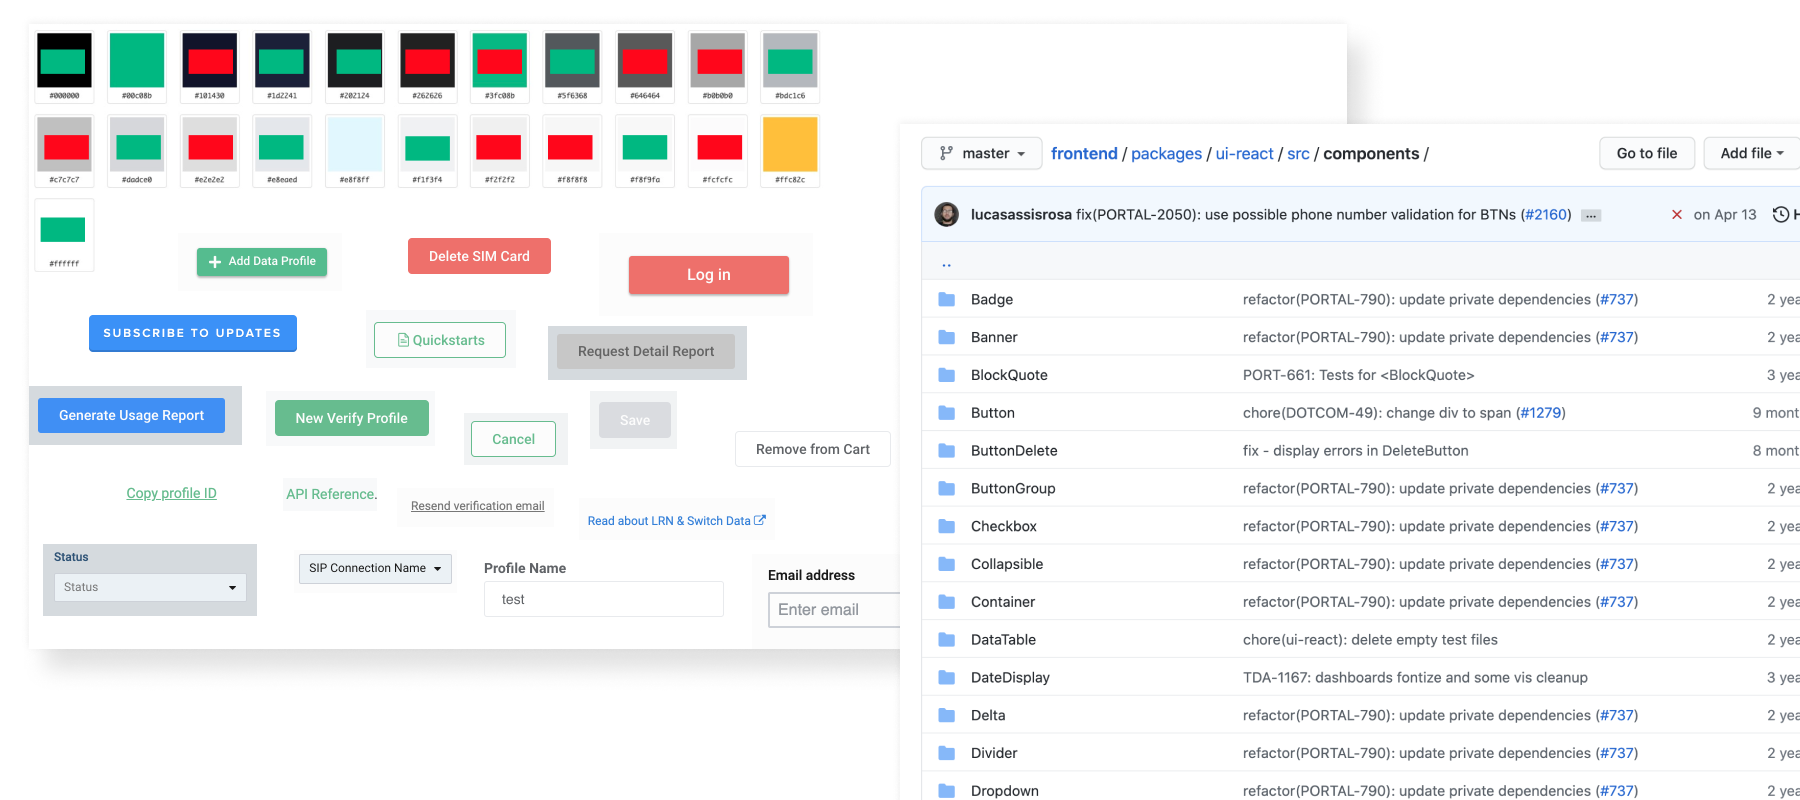 #000000 #00c08b #101430 #1d2241 #202124 #262626 #3fc08b #5f6368 #646464 #b0b0b0 #bdc1c6
#c7c7c7 #dadce0 #e2e2e2 #e8eaed #e8f8ff #f1f3f4 #f2f2f2 #f8f8f8 #f8f9fa #fcfcfc #ffc82c
#ffffff
Add Data Profile
Delete SIM Card
Log in
SUBSCRIBE TO UPDATES
Quickstarts
Request Detail Report
Generate Usage Report
New Verify Profile
Cancel
Save
Remove from Cart
Copy profile ID
API Reference.
Resend verification email
Read about LRN & Switch Data
Status
Status
SIP Connection Name
Profile Name
test
Email address
Enter email
master frontend / packages / ui-react / src / components / Go to file Add file
lucasassisrosa fix(PORTAL-2050): use possible phone number validation for BTNs (#2160) ... × on Apr 13 H
..
Badge refactor(PORTAL-790): update private dependencies (#737) 2 yea
Banner refactor(PORTAL-790): update private dependencies (#737) 2 yea
BlockQuote PORT-661: Tests for <BlockQuote> 3 yea
Button chore(DOTCOM-49): change div to span (#1279) 9 mont
ButtonDelete fix - display errors in DeleteButton 8 mont
ButtonGroup refactor(PORTAL-790): update private dependencies (#737) 2 yea
Checkbox refactor(PORTAL-790): update private dependencies (#737) 2 yea
Collapsible refactor(PORTAL-790): update private dependencies (#737) 2 yea
Container refactor(PORTAL-790): update private dependencies (#737) 2 yea
DataTable chore(ui-react): delete empty test files 2 yea
DateDisplay TDA-1167: dashboards fontize and some vis cleanup 3 yea
Delta refactor(PORTAL-790): update private dependencies (#737) 2 yea
Divider refactor(PORTAL-790): update private dependencies (#737) 2 yea
Dropdown refactor(PORTAL-790): update private dependencies (#737) 2 yea